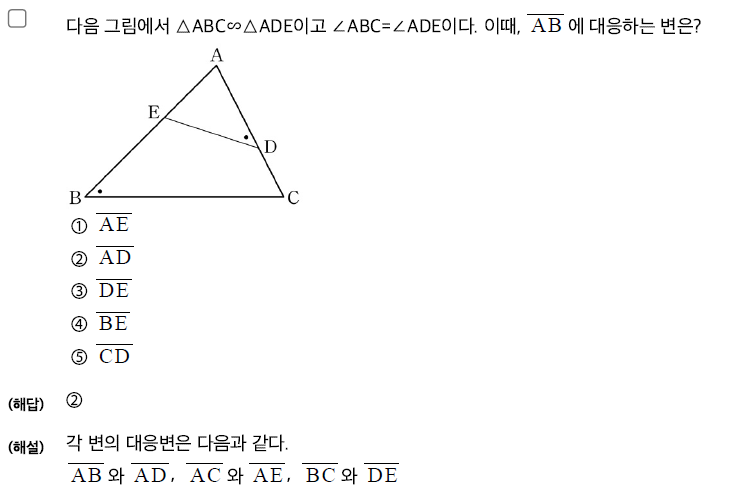 다음 그림에서 △ABC∽△ADE이고 ∠ABC=∠ADE이다. 이때, AB 에 대응하는 변은?
A
E
D
B
C
① AE
② AD
③ DE
④ BE
⑤ CD
(해답) ②
(해설) 각 변의 대응변은 다음과 같다.
AB 와 AD, AC 와 AE, BC 와 DE